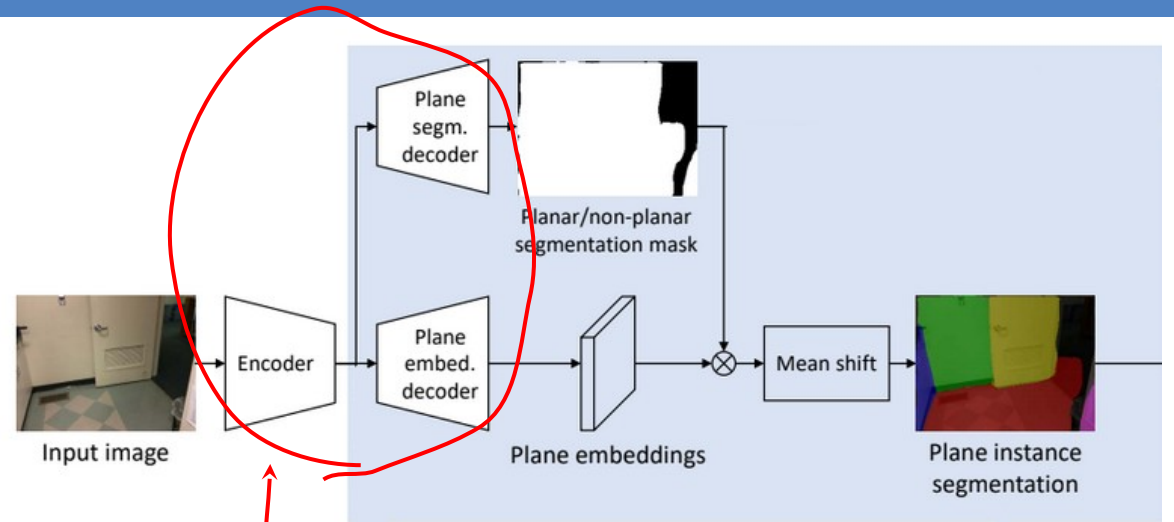 Plane
segm.
decoder
Planar/non-planar
segmentation mask
Encoder
Plane
embed.
decoder
Mean shift
Input image
Plane embeddings
Plane instance
segmentation